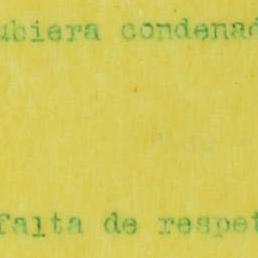 ubiera condenad
falta de respet